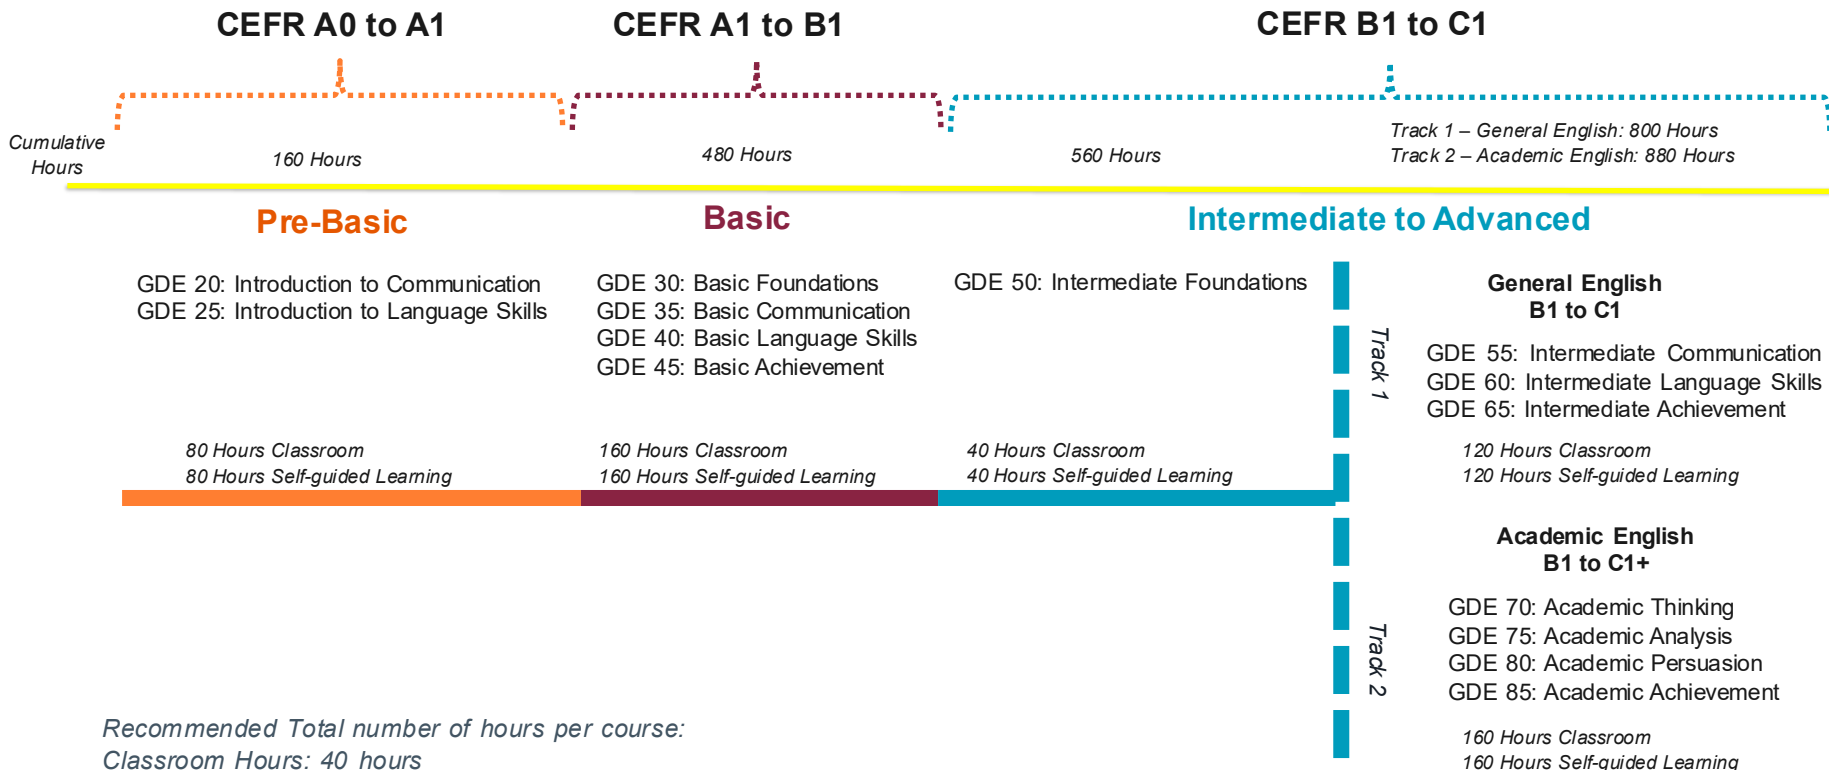 CEFR A0 to A1
CEFR A1 to B1
CEFR B1 to C1
Cumulative
Hours
160 Hours
480 Hours
560 Hours
Track 1 – General English: 800 Hours
Track 2 – Academic English: 880 Hours
Pre-Basic
Basic
Intermediate to Advanced
GDE 20: Introduction to Communication
GDE 25: Introduction to Language Skills
80 Hours Classroom
80 Hours Self-guided Learning
GDE 30: Basic Foundations
GDE 35: Basic Communication
GDE 40: Basic Language Skills
GDE 45: Basic Achievement
160 Hours Classroom
160 Hours Self-guided Learning
GDE 50: Intermediate Foundations
40 Hours Classroom
40 Hours Self-guided Learning
Track 1
General English
B1 to C1
GDE 55: Intermediate Communication
GDE 60: Intermediate Language Skills
GDE 65: Intermediate Achievement
120 Hours Classroom
120 Hours Self-guided Learning
Track 2
Academic English
B1 to C1+
GDE 70: Academic Thinking
GDE 75: Academic Analysis
GDE 80: Academic Persuasion
GDE 85: Academic Achievement
160 Hours Classroom
160 Hours Self-guided Learning
Recommended Total number of hours per course:
Classroom Hours: 40 hours